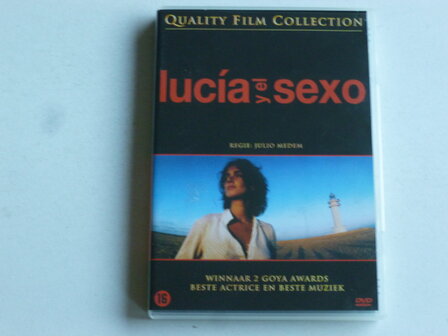 QUALITY FILM COLLECTION
lucía y el sexo
REGIE: JULIO MEDEM
WINNAAR 2 GOYA AWARDS
BESTE ACTRICE EN BESTE MUZIEK
16
DVD